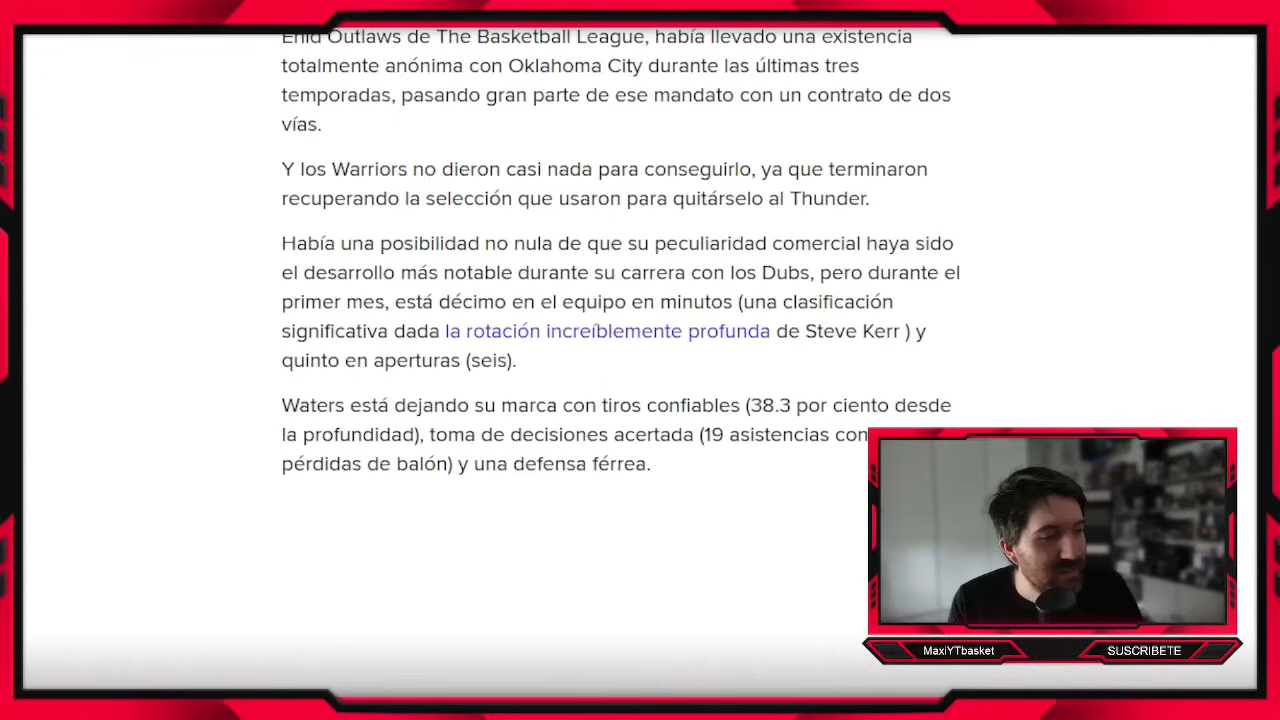 Enid Outlaws de The Basketball League, había llevado una existencia
totalmente anónima con Oklahoma City durante las últimas tres
temporadas, pasando gran parte de ese mandato con un contrato de dos
vías.
Y los Warriors no dieron casi nada para conseguirlo, ya que terminaron
recuperando la selección que usaron para quitárselo al Thunder.
Había una posibilidad no nula de que su peculiaridad comercial haya sido
el desarrollo más notable durante su carrera con los Dubs, pero durante el
primer mes, está décimo en el equipo en minutos (una clasificación
significativa dada la rotación increíblemente profunda de Steve Kerr ) y
quinto en aperturas (seis).
Waters está dejando su marca con tiros confiables (38.3 por ciento desde
la profundidad), toma de decisiones acertada (19 asistencias con
pérdidas de balón) y una defensa férrea.
MaxiYTbasket
SUSCRIBETE